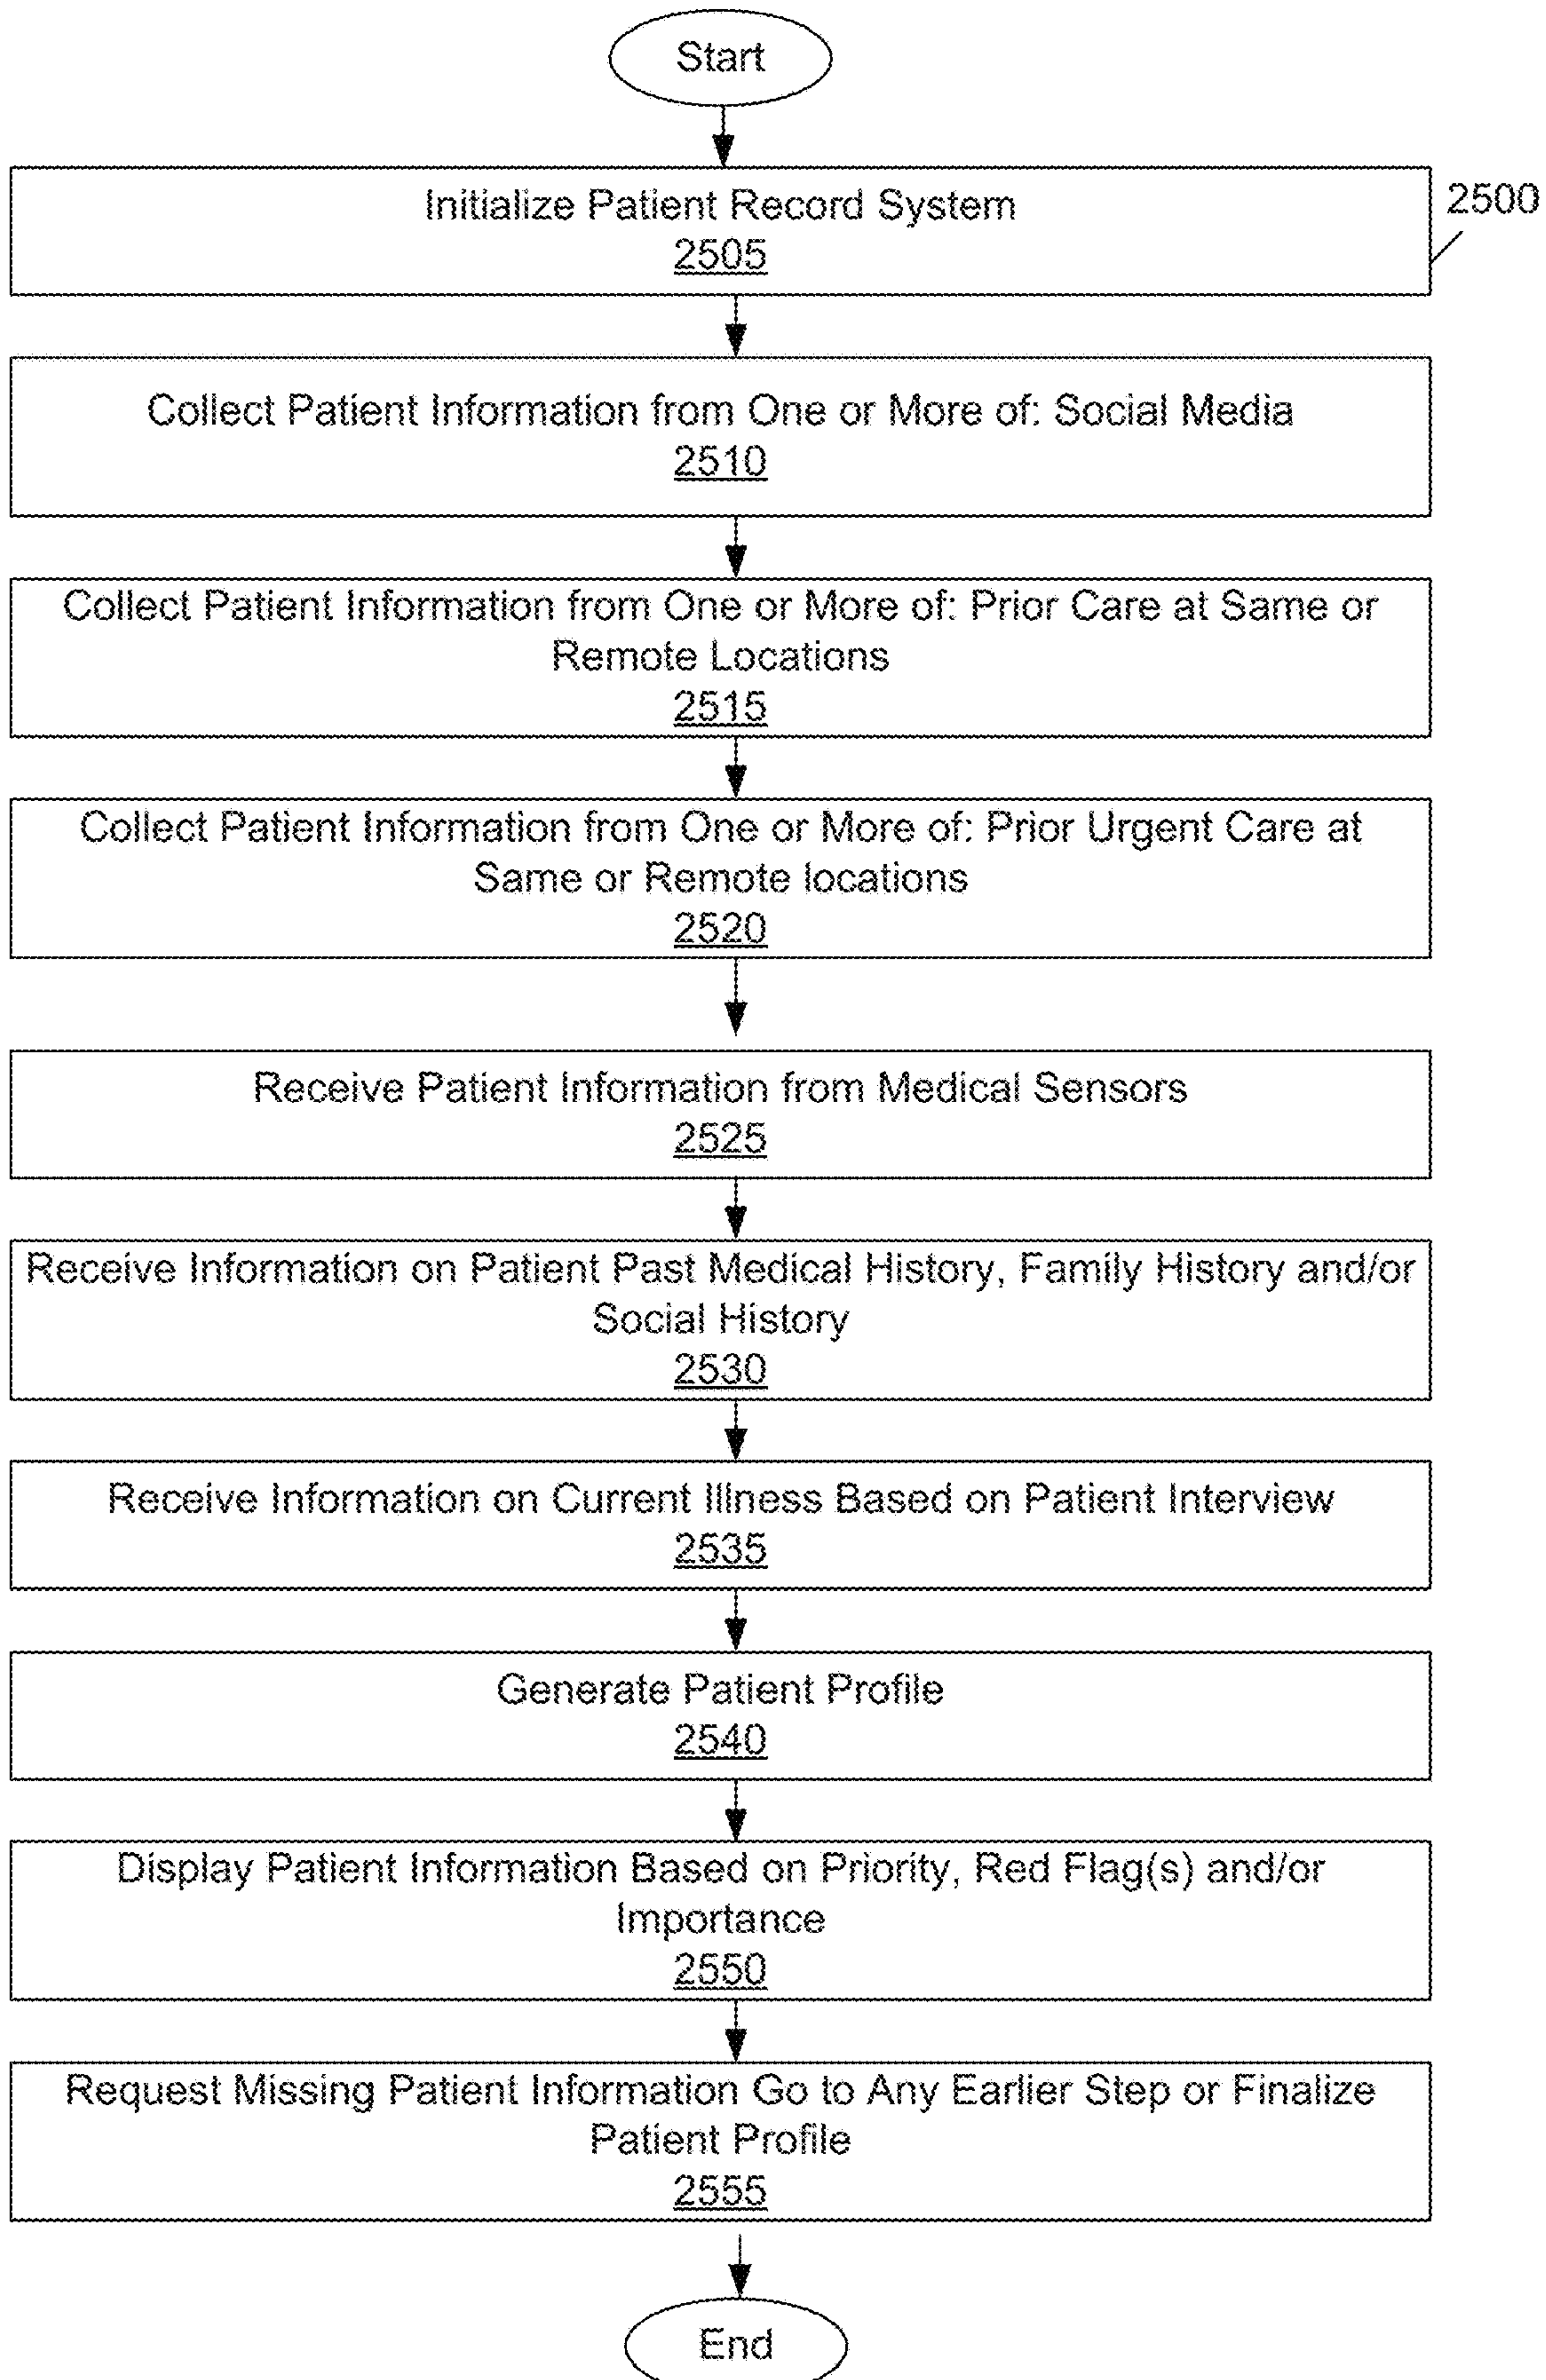 Start
Initialize Patient Record System
2505
2500
Collect Patient Information from One or More of: Social Media
2510
Collect Patient Information from One or More of: Prior Care at Same or
Remote Locations
2515
Collect Patient Information from One or More of: Prior Urgent Care at
Same or Remote locations
2520
Receive Patient Information from Medical Sensors
2525
Receive Information on Patient Past Medical History, Family History and/or
Social History
2530
Receive Information on Current Illness Based on Patient Interview
2535
Generate Patient Profile
2540
Display Patient Information Based on Priority, Red Flag(s) and/or
Importance
2550
Request Missing Patient Information Go to Any Earlier Step or Finalize
Patient Profile
2555
End